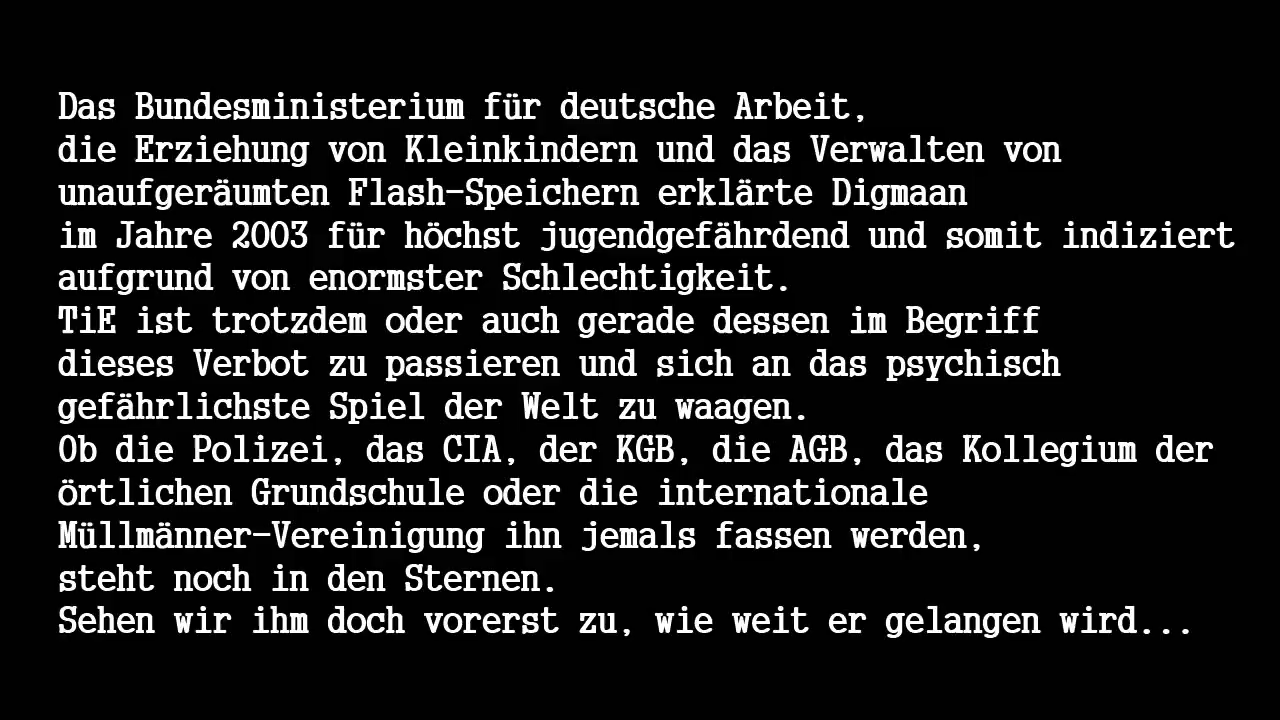 Das Bundesministerium für deutsche Arbeit,
die Erziehung von Kleinkindern und das Verwalten von
unaufgeräumten Flash-Speichern erklärte Digmaan
im Jahre 2003 für höchst jugendgefährdend und somit indiziert
aufgrund von enormster Schlechtigkeit.
TiE ist trotzdem oder auch gerade dessen im Begriff
dieses Verbot zu passieren und sich an das psychisch
gefährlichste Spiel der Welt zu waagen.
Ob die Polizei, das CIA, der KGB, die AGB, das Kollegium der
örtlichen Grundschule oder die internationale
Müllmänner-Vereinigung ihn jemals fassen werden,
steht noch in den Sternen.
Sehen wir ihm doch vorerst zu, wie weit er gelangen wird...